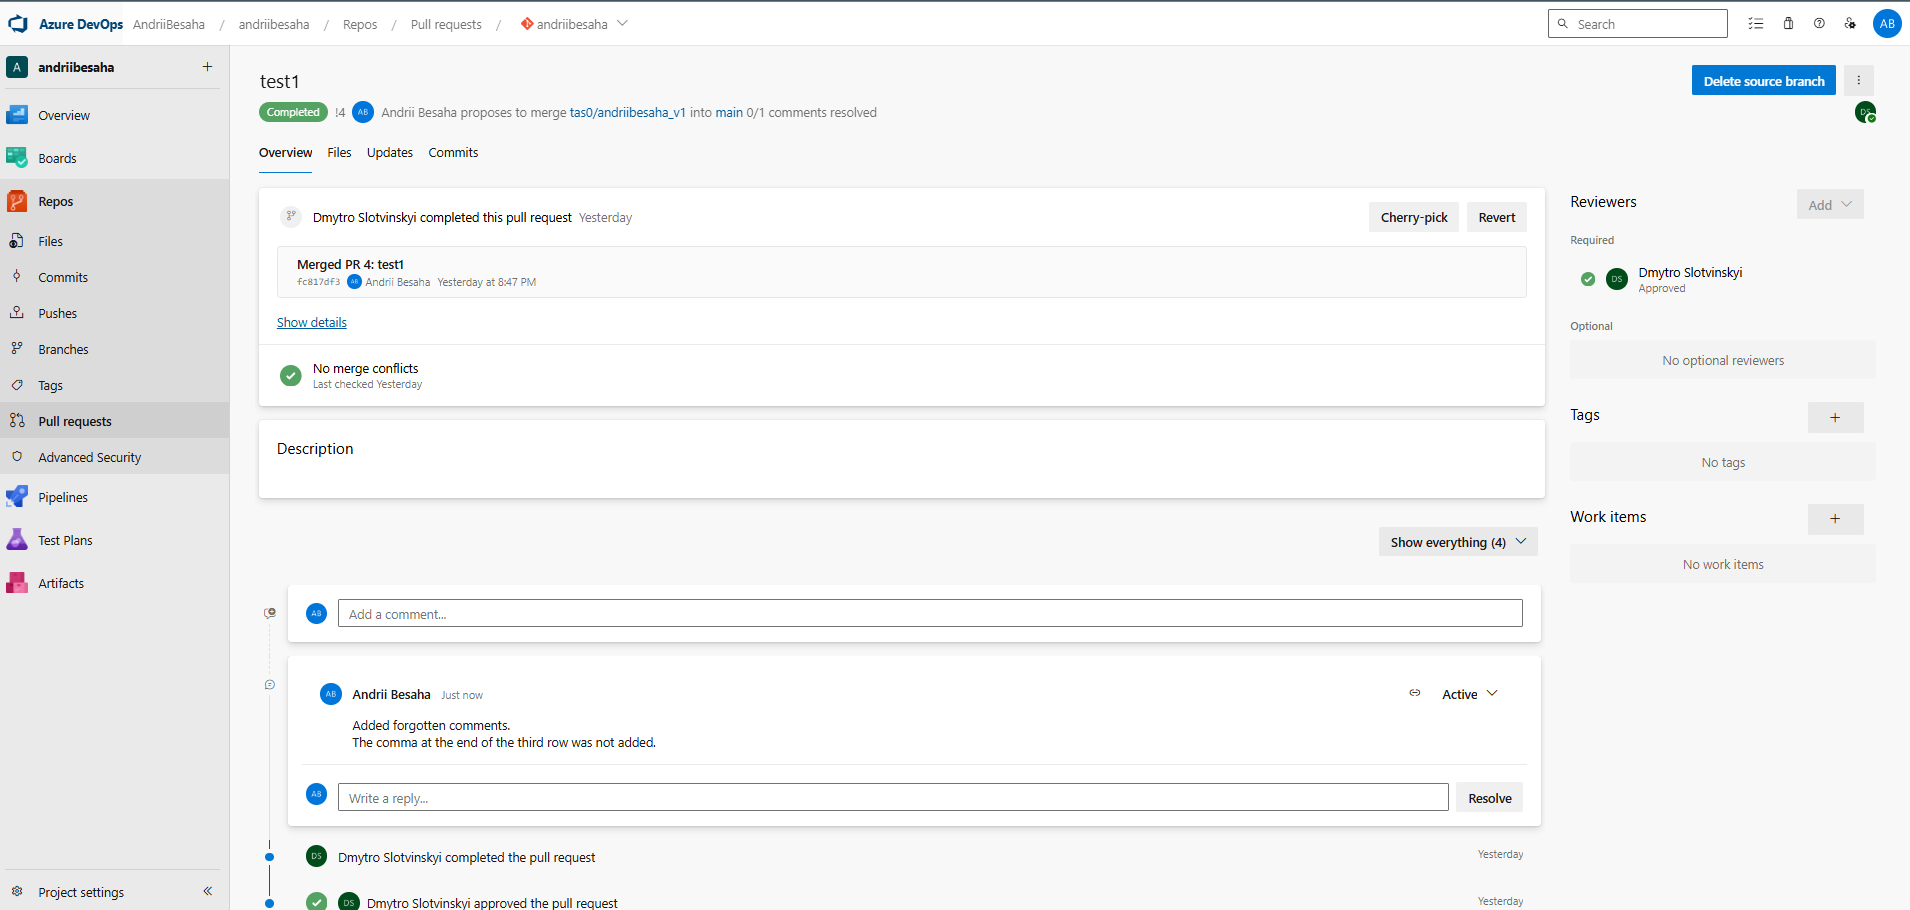 Azure DevOps AndriiBesaha / andriibesaha / Repos / Pull requests / andriibesaha
Search
AB
A andriibesaha +
Overview
Boards
Repos
Files
Commits
Pushes
Branches
Tags
Pull requests
Advanced Security
Pipelines
Test Plans
Artifacts
Project settings
test1
Delete source branch
Completed !4 AB Andrii Besaha proposes to merge tas0/andriibesaha_v1 into main 0/1 comments resolved
DS
Overview Files Updates Commits
Dmytro Slotvinskyi completed this pull request Yesterday
Cherry-pick Revert
Merged PR 4: test1
fc817df3 AB Andrii Besaha Yesterday at 8:47 PM
Show details
No merge conflicts
Last checked Yesterday
Description
Show everything (4)
AB Add a comment...
AB Andrii Besaha Just now
Active
Added forgotten comments.
The comma at the end of the third row was not added.
AB Write a reply...
Resolve
DS Dmytro Slotvinskyi completed the pull request Yesterday
DS Dmytro Slotvinskyi approved the pull request Yesterday
Reviewers
Add
Required
DS Dmytro Slotvinskyi
Approved
Optional
No optional reviewers
Tags +
No tags
Work items +
No work items